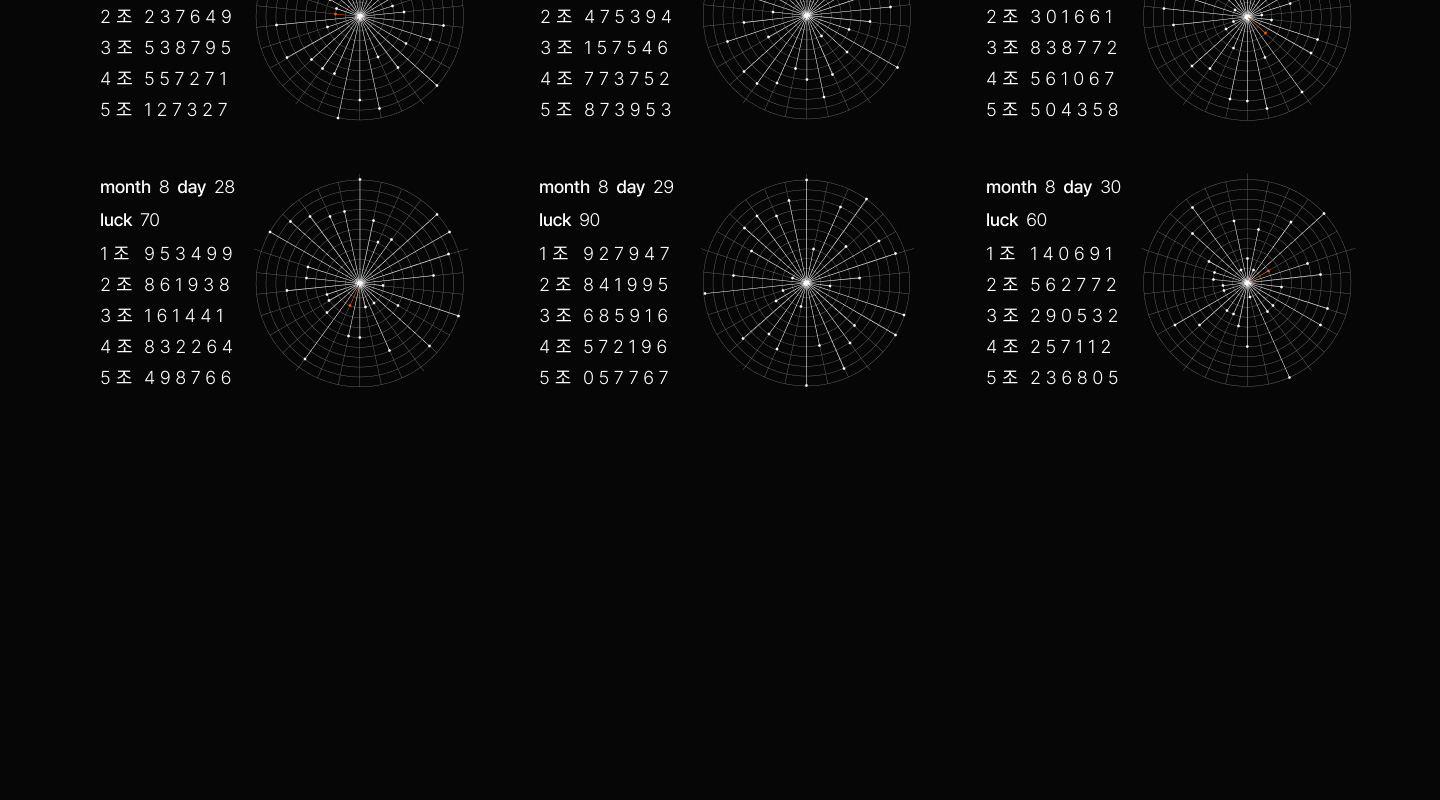 2조 237649
3조 538795
4조 557271
5조 127327
2조 475394
3조 157546
4조 773752
5조 873953
2조 301661
3조 838772
4조 561067
5조 504358
month 8 day 28
luck 70
1조 953499
2조 861938
3조 161441
4조 832264
5조 498766
month 8 day 29
luck 90
1조 927947
2조 841995
3조 685916
4조 572196
5조 057767
month 8 day 30
luck 60
1조 140691
2조 562772
3조 290532
4조 257112
5조 236805